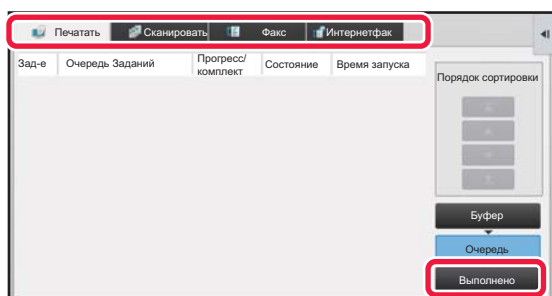 Печатать Сканировать Факс Интернетфак
Зад-е Очередь Заданий Прогресс/ комплект Состояние Время запуска
Порядок сортировки
Буфер
Очередь
Выполнено